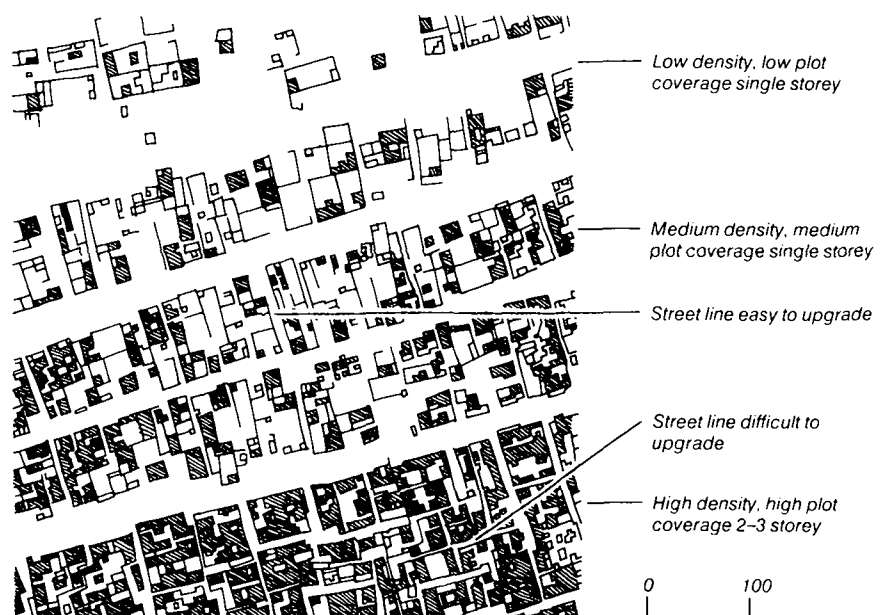 Low density, low plot
coverage single storey
Medium density, medium
plot coverage single storey
Street line easy to upgrade
Street line difficult to
upgrade
High density, high plot
coverage 2–3 storey
0 100